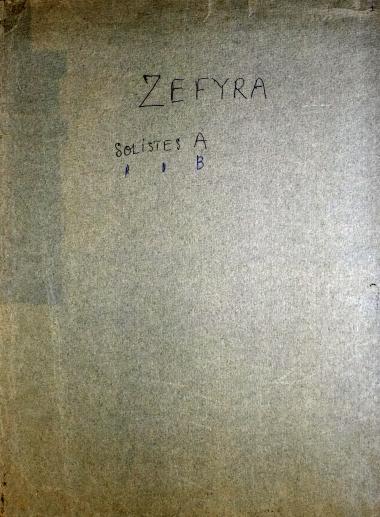 ZEFYRA
SOLISTES A
" " B